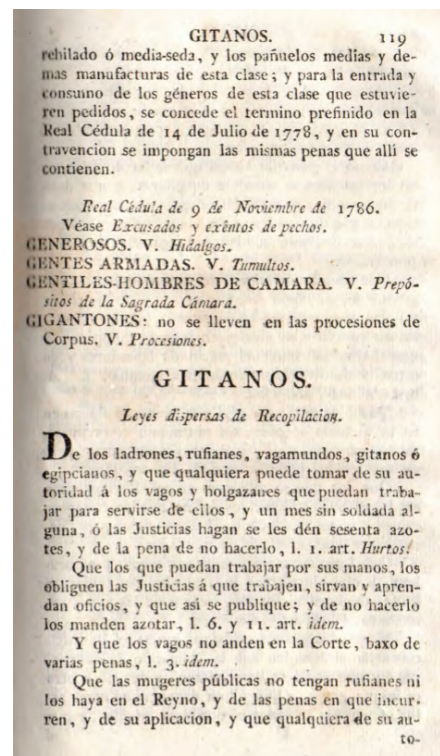 GITANOS. 119
rehilado ó media-seda, y los pañuelos medias y de-
mas manufacturas de esta clase; y para la entrada y
consumo de los géneros de esta clase que estuvie-
ren pedidos, se concede el termino prefinido en la
Real Cédula de 14 de Julio de 1778, y en su con-
travencion se impongan las mismas penas que allí se
contienen.
Real Cédula de 9 de Noviembre de 1786.
Véase Excusados y exêntos de pechos.
GENEROSOS. V. Hidalgos.
GENTES ARMADAS. V. Tumultos.
GENTILES-HOMBRES DE CAMARA. V. Prepó-
sitos de la Sagrada Cámara.
GIGANTONES: no se lleven en las procesiones de
Corpus. V. Procesiones.
GITANOS.
Leyes dispersas de Recopilacion.
De los ladrones, rufianes, vagamundos, gitanos ó
egipcianos, y que qualquiera puede tomar de su au-
toridad á los vagos y holgazanes que puedan traba-
jar para servirse de ellos, y un mes sin soldada al-
guna, ó las Justicias hagan se les dén sesenta azo-
tes, y de la pena de no hacerlo, l. 1. art. Hurtos.
Que los que puedan trabajar por sus manos, los
obliguen las Justicias á que trabajen, sirvan y apren-
dan oficios, y que así se publique; y de no hacerlo
los manden azotar, l. 6. y 11. art. idem.
Y que los vagos no anden en la Corte, baxo de
varias penas, l. 3. idem.
Que las mugeres públicas no tengan rufianes ni
los haya en el Reyno, y de las penas en que incur-
ren, y de su aplicacion, y que qualquiera de su au-
to-